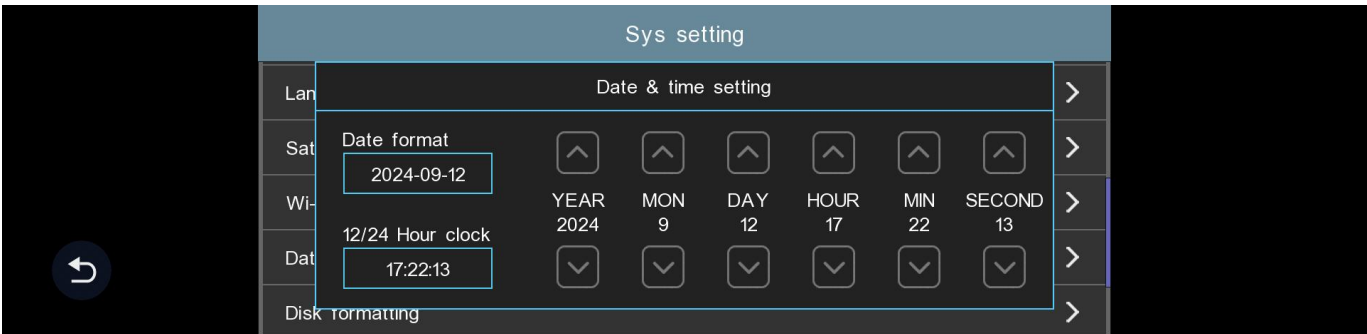 Sys setting
Date & time setting
Lan
Sat
Wi-
Dat
Disk formatting
Date format
2024-09-12
12/24 Hour clock
17:22:13
YEAR MON DAY HOUR MIN SECOND
2024 9 12 17 22 13